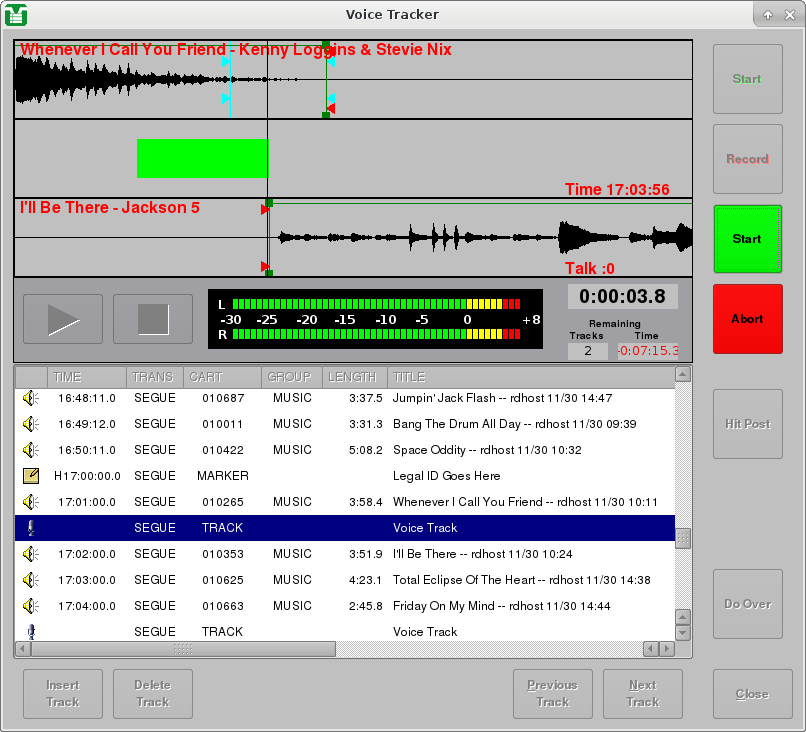 Voice Tracker
Whenever I Call You Friend - Kenny Loggins & Stevie Nix
Start
Record
Time 17:03:56
I'll Be There - Jackson 5
Start
Talk :0
L
-30 -25 -20 -15 -10 -5 0 +8
R
0:00:03.8
Remaining
Tracks Time
2 -0:07:15.3
Abort
TIME TRANS CART GROUP LENGTH TITLE
16:48:11.0 SEGUE 010687 MUSIC 3:37.5 Jumpin' Jack Flash -- rdhost 11/30 14:47
16:49:12.0 SEGUE 010011 MUSIC 3:31.3 Bang The Drum All Day -- rdhost 11/30 09:39
16:50:11.0 SEGUE 010422 MUSIC 5:08.2 Space Oddity -- rdhost 11/30 10:32
H17:00:00.0 SEGUE MARKER Legal ID Goes Here
17:01:00.0 SEGUE 010265 MUSIC 3:58.4 Whenever I Call You Friend -- rdhost 11/30 10:11
SEGUE TRACK Voice Track
17:02:00.0 SEGUE 010353 MUSIC 3:51.9 I'll Be There -- rdhost 11/30 10:24
17:03:00.0 SEGUE 010625 MUSIC 4:23.1 Total Eclipse Of The Heart -- rdhost 11/30 14:38
17:04:00.0 SEGUE 010663 MUSIC 2:45.8 Friday On My Mind -- rdhost 11/30 14:44
SEGUE TRACK Voice Track
Hit Post
Do Over
Insert
Track
Delete
Track
Previous
Track
Next
Track
Close